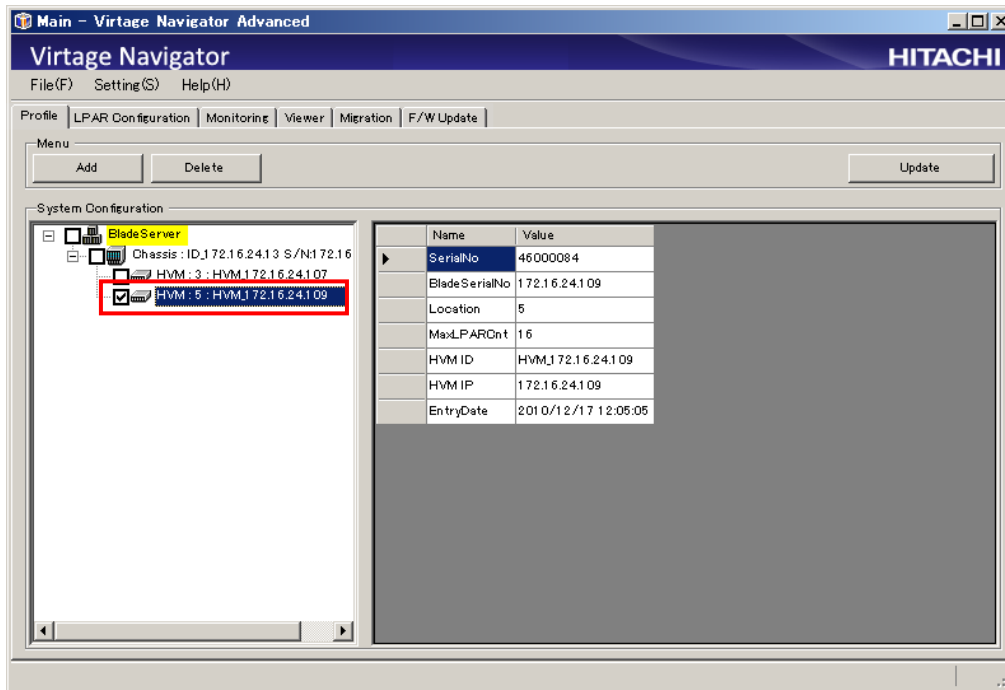 Main - Virtage Navigator Advanced
Virtage Navigator
HITACHI
File(F) Setting(S) Help(H)
Profile LPAR Configuration Monitoring Viewer Migration F/W Update
Menu
Add Delete Update
System Configuration
BladeServer
Chassis : ID_172.16.24.13 S/N:172.16
HVM : 3 : HVM_172.16.24.107
HVM : 5 : HVM_172.16.24.109
Name Value
SerialNo 46000084
BladeSerialNo 172.16.24.109
Location 5
MaxLPARCnt 16
HVM ID HVM_172.16.24.109
HVM IP 172.16.24.109
EntryDate 2010/12/17 12:05:05